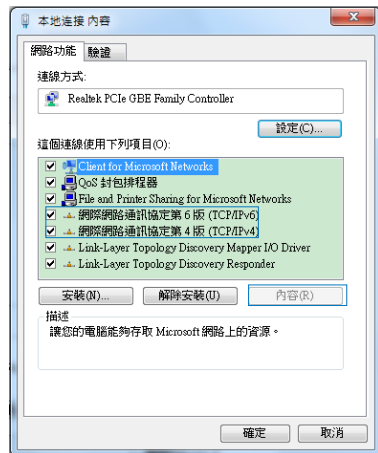 本地连接 內容
網路功能 驗證
連線方式:
Realtek PCIe GBE Family Controller
設定(C)...
這個連線使用下列項目(O):
Client for Microsoft Networks
QoS 封包排程器
File and Printer Sharing for Microsoft Networks
網際網路通訊協定第 6 版 (TCP/IPv6)
網際網路通訊協定第 4 版 (TCP/IPv4)
Link-Layer Topology Discovery Mapper I/O Driver
Link-Layer Topology Discovery Responder
安裝(N)... 解除安裝(U) 內容(R)
描述
讓您的電腦能夠存取 Microsoft 網路上的資源。
確定 取消